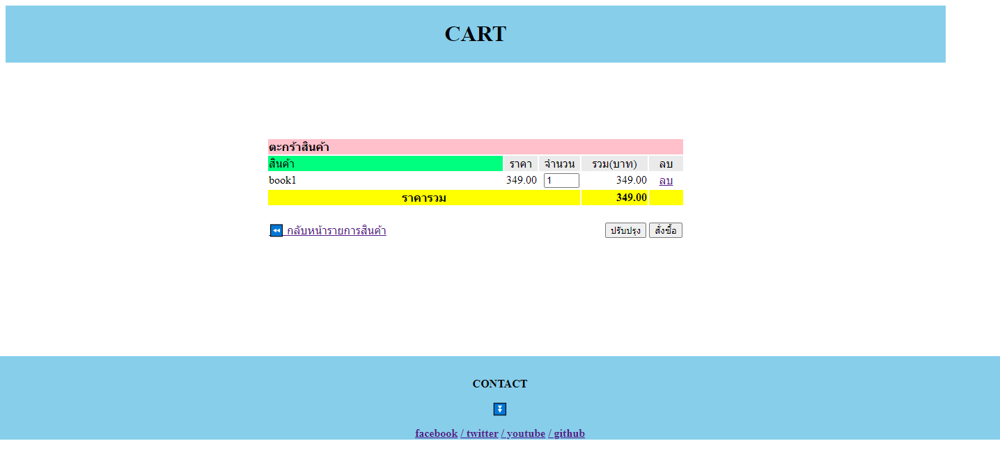 CART
ตะกร้าสินค้า
สินค้า ราคา จำนวน รวม(บาท) ลบ
book1 349.00 1 349.00 ลบ
ราคารวม 349.00
⏪ กลับหน้ารายการสินค้า ปรับปรุง สั่งซื้อ
CONTACT
⏬
facebook / twitter / youtube / github